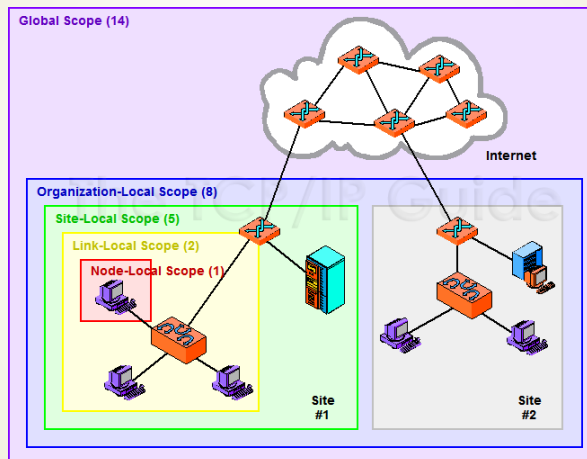 Global Scope (14)
Internet
The TCP/IP Guide
Organization-Local Scope (8)
Site-Local Scope (5)
Link-Local Scope (2)
Node-Local Scope (1)
Site
#1
Site
#2